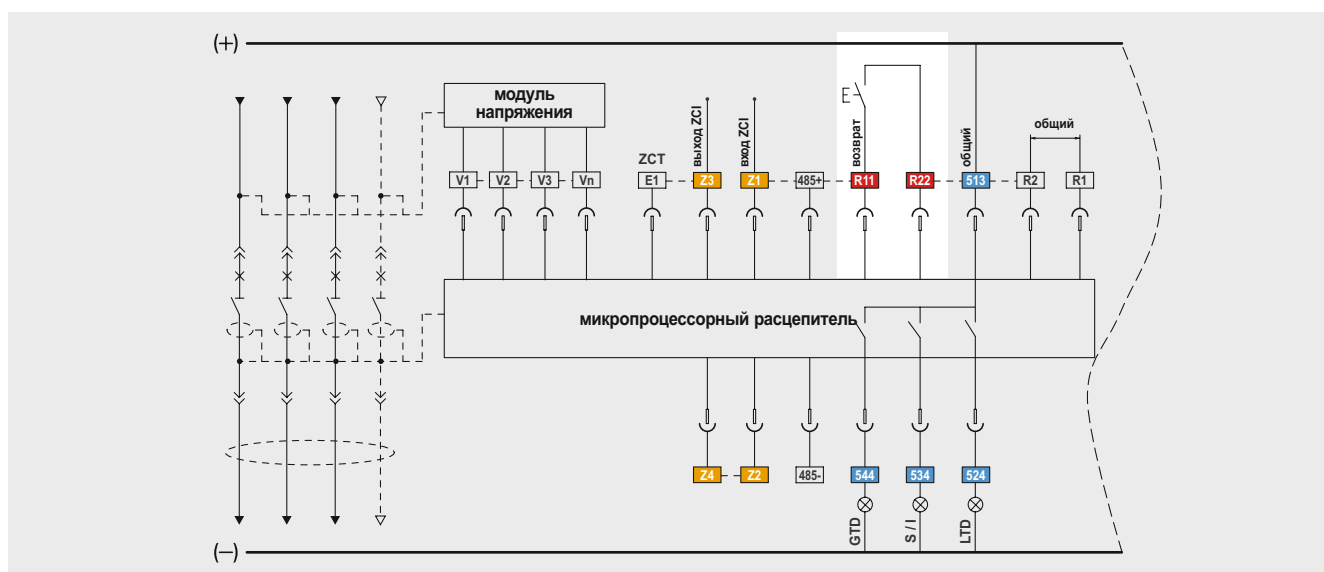 (+)
модуль
напряжения
ZCT
выход ZCI
вход ZCI
возврат
общий
общий
V1 V2 V3 Vn E1 Z3 Z1 485+ R11 R22 513 R2 R1
микропроцессорный расцепитель
Z4 Z2 485- 544 534 524
GTD
S / I
LTD
(—)